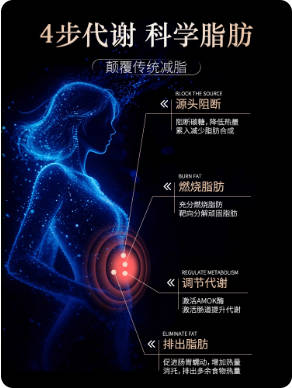 4步代谢 科学脂肪
颠覆传统减脂
BLOCK THE SOURCE
源头阻断
阻断碳糖,降低热量
累入减少脂肪合成
BURN FAT
燃烧脂肪
充分燃烧脂肪
靶向分解顽固脂肪
REGULATE METABOLISM
调节代谢
激活AMOK酶
激活肠道提升代谢
ELIMINATE FAT
排出脂肪
促进肠胃蠕动,增加热量
消托,排出多余食物热量